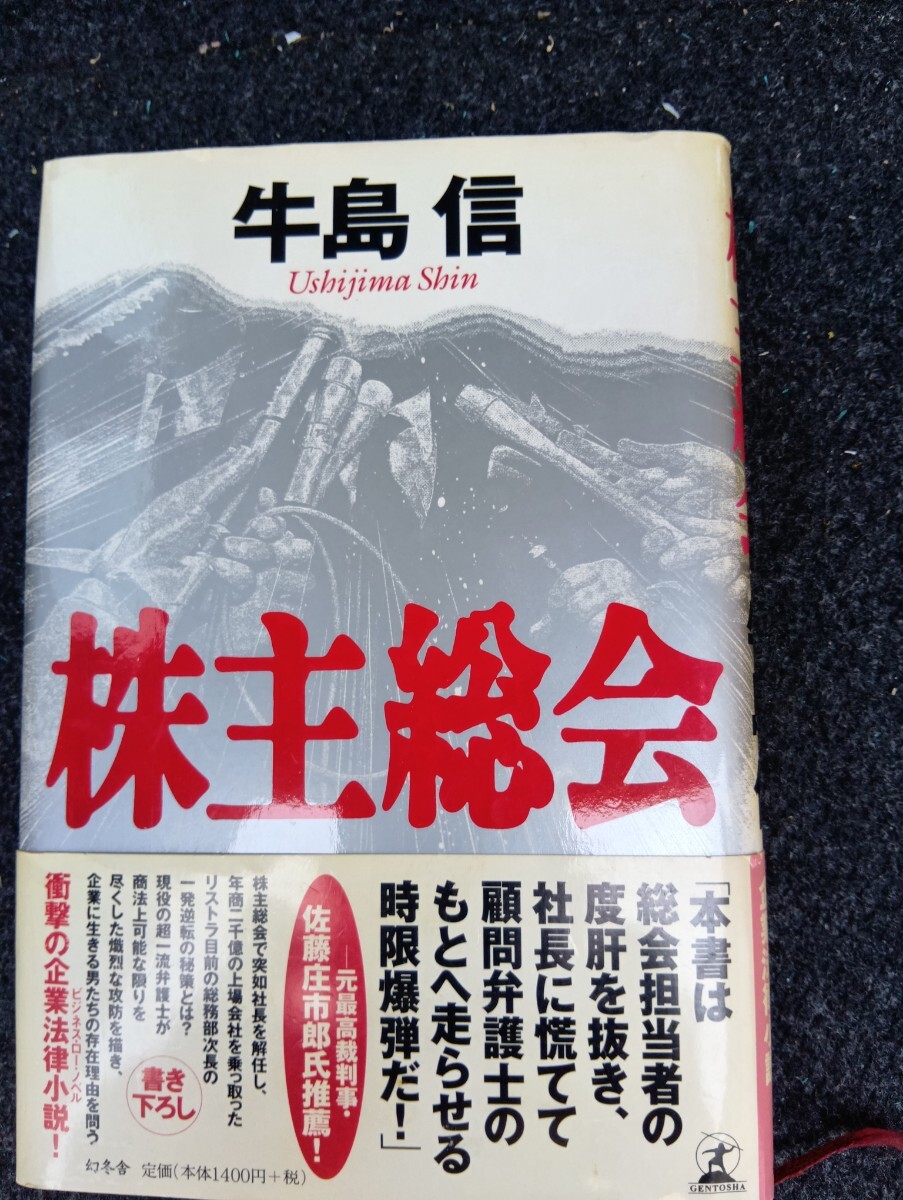 牛島 信
Ushijima Shin
株主総会
「本書は
総会担当者の
度肝を抜き、
社長に慌てて
顧問弁護士の
もとへ走らせる
時限爆弾だ！」
──元最高裁判事・
佐藤庄市郎氏推薦！
株主総会で突如社長を解任し、
年商二千億の上場会社を乗っ取った
リストラ目前の総務部次長の
一発逆転の秘策とは？
現役の超一流弁護士が
商法上可能な限りを
尽くした熾烈な攻防を描き、
企業に生きる男たちの存在理由を問う
衝撃の企業法律小説！
ビジネス・ロー・ノベル
書き
下ろし
幻冬舎 定価(本体1400円+税)
GENTOSHA
株主総会